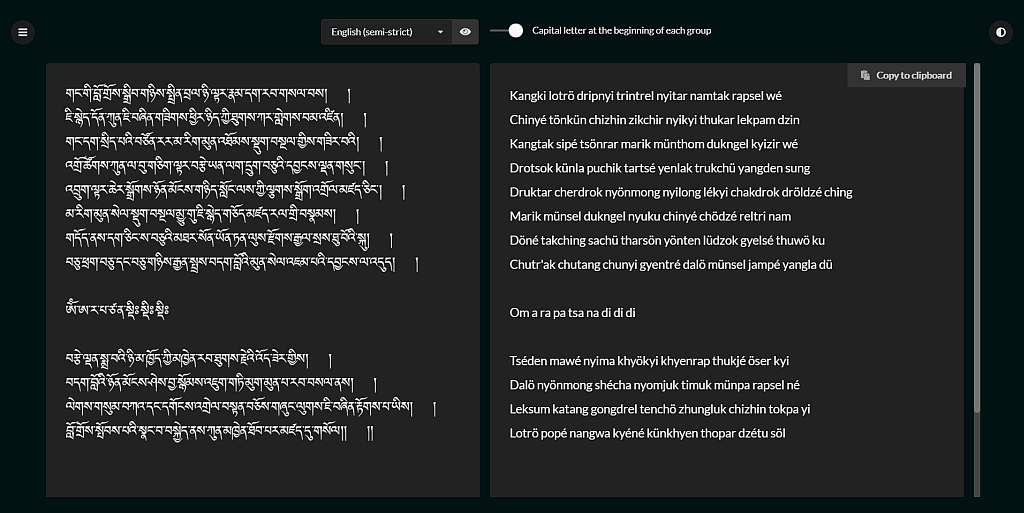 English (semi-strict)
Capital letter at the beginning of each group
Copy to clipboard
གང་གི་བློ་གྲོས་སྒྲིབ་གཉིས་སྤྲིན་བྲལ་ཉི་ལྟར་རྣམ་དག་རབ་གསལ་བས། །
ཇི་སྙེད་དོན་ཀུན་ཇི་བཞིན་གཟིགས་ཕྱིར་ཉིད་ཀྱི་ཐུགས་ཀར་གླེགས་བམ་འཛིན། །
གང་དག་སྲིད་པའི་བཙོན་རར་མ་རིག་མུན་འཐོམས་སྡུག་བསྔལ་གྱིས་གཟིར་བའི། །
འགྲོ་ཚོགས་ཀུན་ལ་བུ་གཅིག་ལྟར་བརྩེ་ཡན་ལག་དྲུག་བཅུའི་དབྱངས་ལྡན་གསུང་། །
འབྲུག་ལྟར་ཆེར་སྒྲོགས་ཉོན་མོངས་གཉིད་སློང་ལས་ཀྱི་ལྕགས་སྒྲོག་འགྲོལ་མཛད་ཅིང་། །
མ་རིག་མུན་སེལ་སྡུག་བསྔལ་མྱུ་གུ་ཇི་སྙེད་གཅོད་མཛད་རལ་གྲི་བསྣམས། །
གདོད་ནས་དག་ཅིང་ས་བཅུའི་མཐར་སོན་ཡོན་ཏན་ལུས་རྫོགས་རྒྱལ་སྲས་ཐུ་བོའི་སྐུ། །
བཅུ་ཕྲག་བཅུ་དང་བཅུ་གཉིས་རྒྱན་སྤྲས་བདག་བློའི་མུན་སེལ་འཇམ་པའི་དབྱངས་ལ་འདུད། །
ཨོཾ་ཨ་ར་པ་ཙ་ན་དྷཱིཿདྷཱིཿདྷཱིཿ
བརྩེ་ལྡན་སྨྲ་བའི་ཉི་མ་ཁྱོད་ཀྱི་མཁྱེན་རབ་ཐུགས་རྗེའི་འོད་ཟེར་གྱིས། །
བདག་བློའི་ཉོན་མོངས་ཤེས་བྱ་སྙོམས་འཇུག་གཏི་མུག་མུན་པ་རབ་བསལ་ནས། །
ལེགས་གསུམ་བཀའ་དང་དགོངས་འགྲེལ་བསྟན་བཅོས་གཞུང་ལུགས་ཇི་བཞིན་རྟོགས་པ་ཡིས། །
བློ་གྲོས་སྤོབས་པའི་སྣང་བ་བསྐྱེད་ནས་ཀུན་མཁྱེན་ཐོབ་པར་མཛད་དུ་གསོལ།། །།
Kangki lotrö dripnyi trintrel nyitar namtak rapsel wé
Chinyé tönkün chizhin zikchir nyikyi thukar lekpam dzin
Kangtak sipé tsönrar marik münthom dukngel kyizir wé
Drotsok künla puchik tartsé yenlak trukchü yangden sung
Druktar cherdrok nyönmong nyilong lékyi chakdrok dröldzé ching
Marik münsel dukngel nyuku chinyé chödzé reltri nam
Döné takching sachü tharsön yönten lüdzok gyelsé thuwö ku
Chutr'ak chutang chunyi gyentré dalö münsel jampé yangla dü
Om a ra pa tsa na di di di
Tséden mawé nyima khyökyi khyenrap thukjé öser kyi
Dalö nyönmong shécha nyomjuk timuk münpa rapsel né
Leksum katang gongdrel tenchö zhungluk chizhin tokpa yi
Lotrö popé nangwa kyéné künkhyen thopar dzétu söl